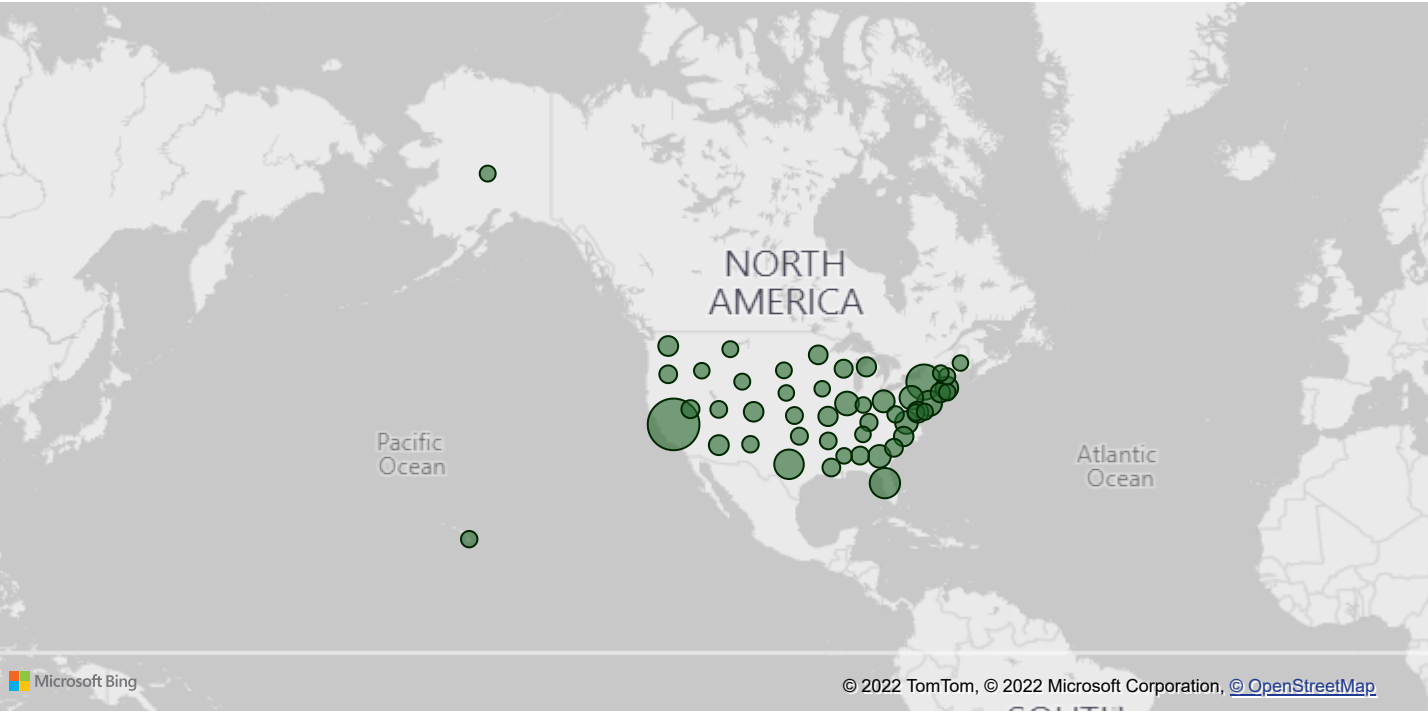 NORTH
AMERICA
Pacific
Ocean
Atlantic
Ocean
Microsoft Bing
© 2022 TomTom, © 2022 Microsoft Corporation, © OpenStreetMap